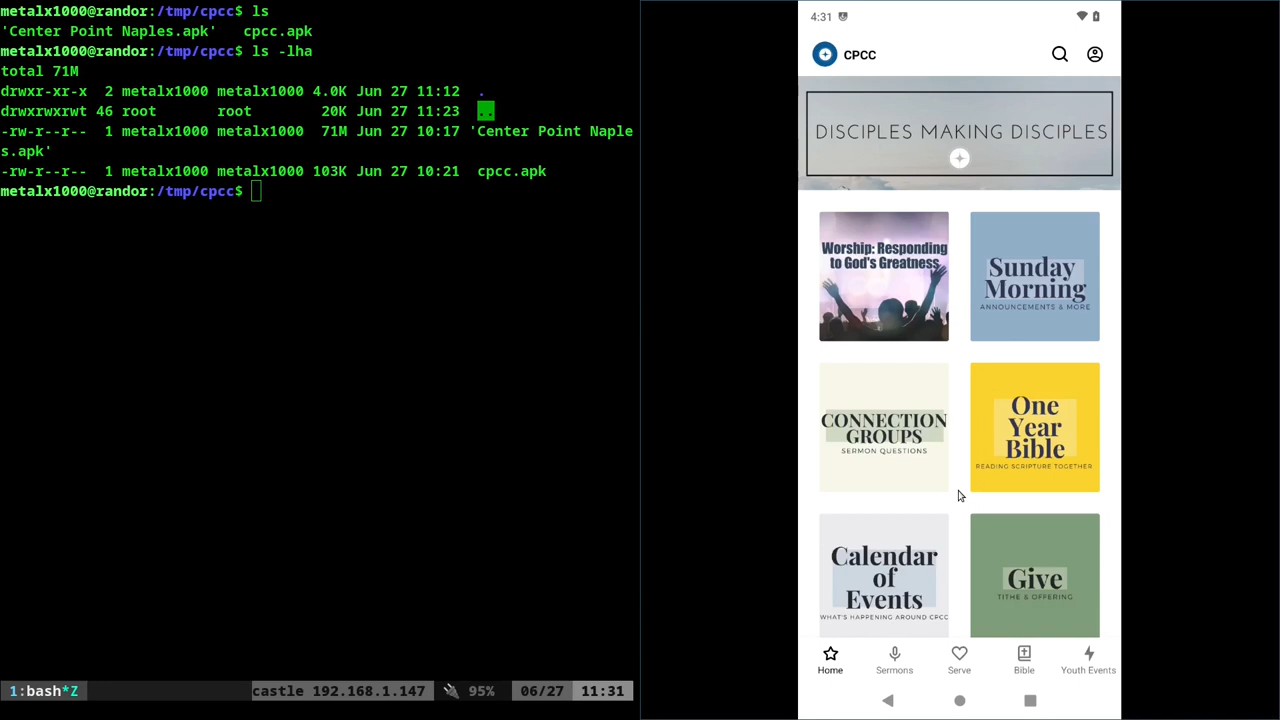 metalx1000@randor:/tmp/cpcc$ ls
'Center Point Naples.apk'   cpcc.apk
metalx1000@randor:/tmp/cpcc$ ls -lha
total 71M
drwxr-xr-x  2 metalx1000 metalx1000 4.0K Jun 27 11:12  .
drwxrwxrwt 46 root       root        20K Jun 27 11:23  ..
-rw-r--r--  1 metalx1000 metalx1000  71M Jun 27 10:17 'Center Point Naple
s.apk'
-rw-r--r--  1 metalx1000 metalx1000 103K Jun 27 10:21  cpcc.apk
metalx1000@randor:/tmp/cpcc$
1:bash*Z
castle 192.168.1.147 95% 06/27 11:31
4:31
CPCC
DISCIPLES MAKING DISCIPLES
Worship: Responding
to God's Greatness
Sunday
Morning
ANNOUNCEMENTS & MORE
CONNECTION
GROUPS
SERMON QUESTIONS
One
Year
Bible
READING SCRIPTURE TOGETHER
Calendar
of
Events
WHAT'S HAPPENING AROUND CPCC
Give
TITHE & OFFERING
Home Sermons Serve Bible Youth Events